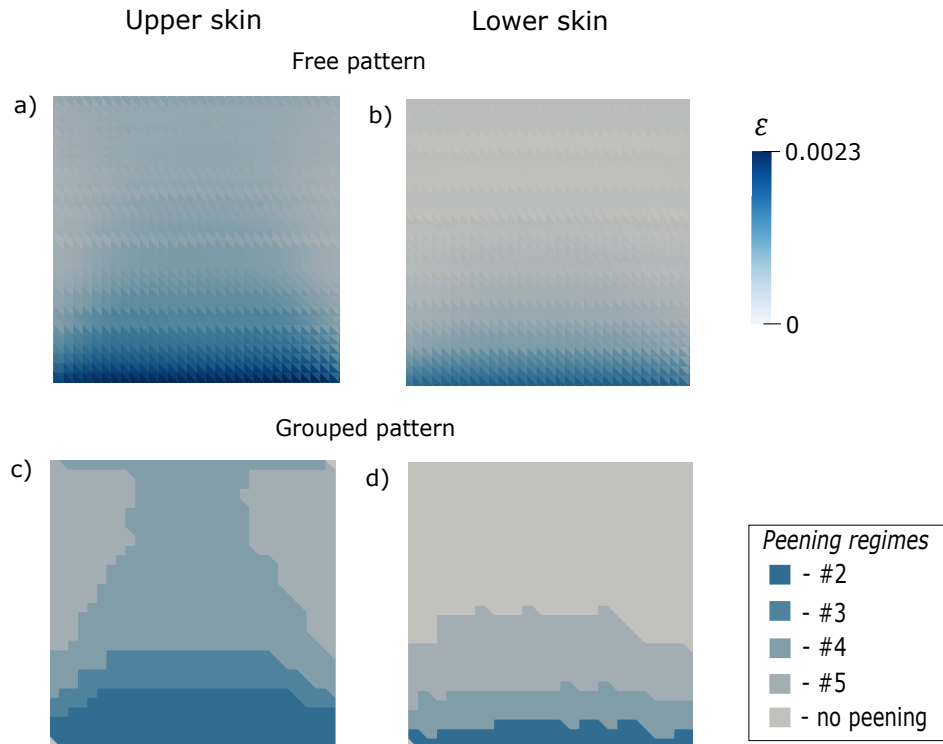 Upper skin
Lower skin
Free pattern
a)
b)
ε
0.0023
0
Grouped pattern
c)
d)
Peening regimes
- #2
- #3
- #4
- #5
- no peening